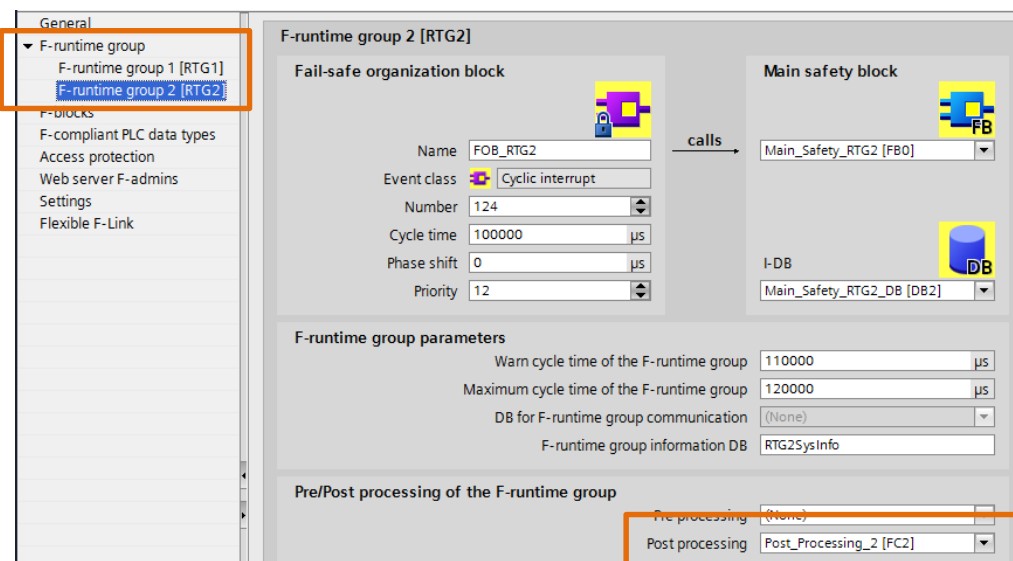 General
F-runtime group
F-runtime group 1 [RTG1]
F-runtime group 2 [RTG2]
F-blocks
F-compliant PLC data types
Access protection
Web server F-admins
Settings
Flexible F-Link
F-runtime group 2 [RTG2]
Fail-safe organization block
Name FOB_RTG2
Event class Cyclic interrupt
Number 124
Cycle time 100000 µs
Phase shift 0 µs
Priority 12
calls
Main safety block
FB
Main_Safety_RTG2 [FB0]
DB
I-DB
Main_Safety_RTG2_DB [DB2]
F-runtime group parameters
Warn cycle time of the F-runtime group 110000 µs
Maximum cycle time of the F-runtime group 120000 µs
DB for F-runtime group communication (None)
F-runtime group information DB RTG2SysInfo
Pre/Post processing of the F-runtime group
Pre processing (None)
Post processing Post_Processing_2 [FC2]